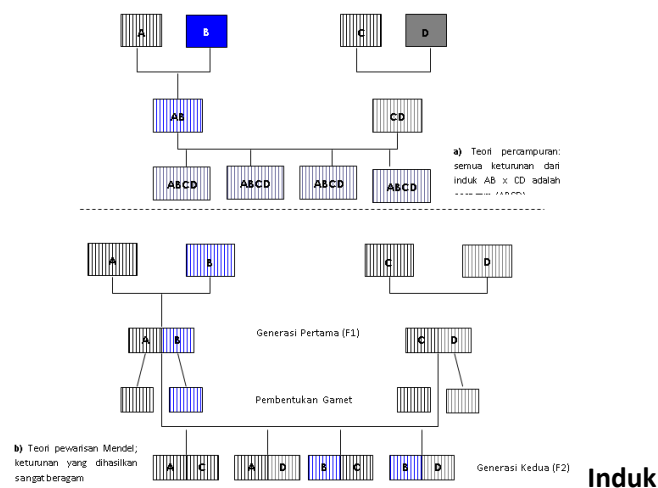 A B C D
AB CD
a) Teori percampuran:
semua keturunan dari
induk AB x CD adalah
(ABCD)
ABCD ABCD ABCD ABCD
A B C D
A B Generasi Pertama (F1) C D
Pembentukan Gamet
b) Teori pewarisan Mendel;
keturunan yang dihasilkan
sangat beragam
A C A D B C B D Generasi Kedua (F2)
Induk